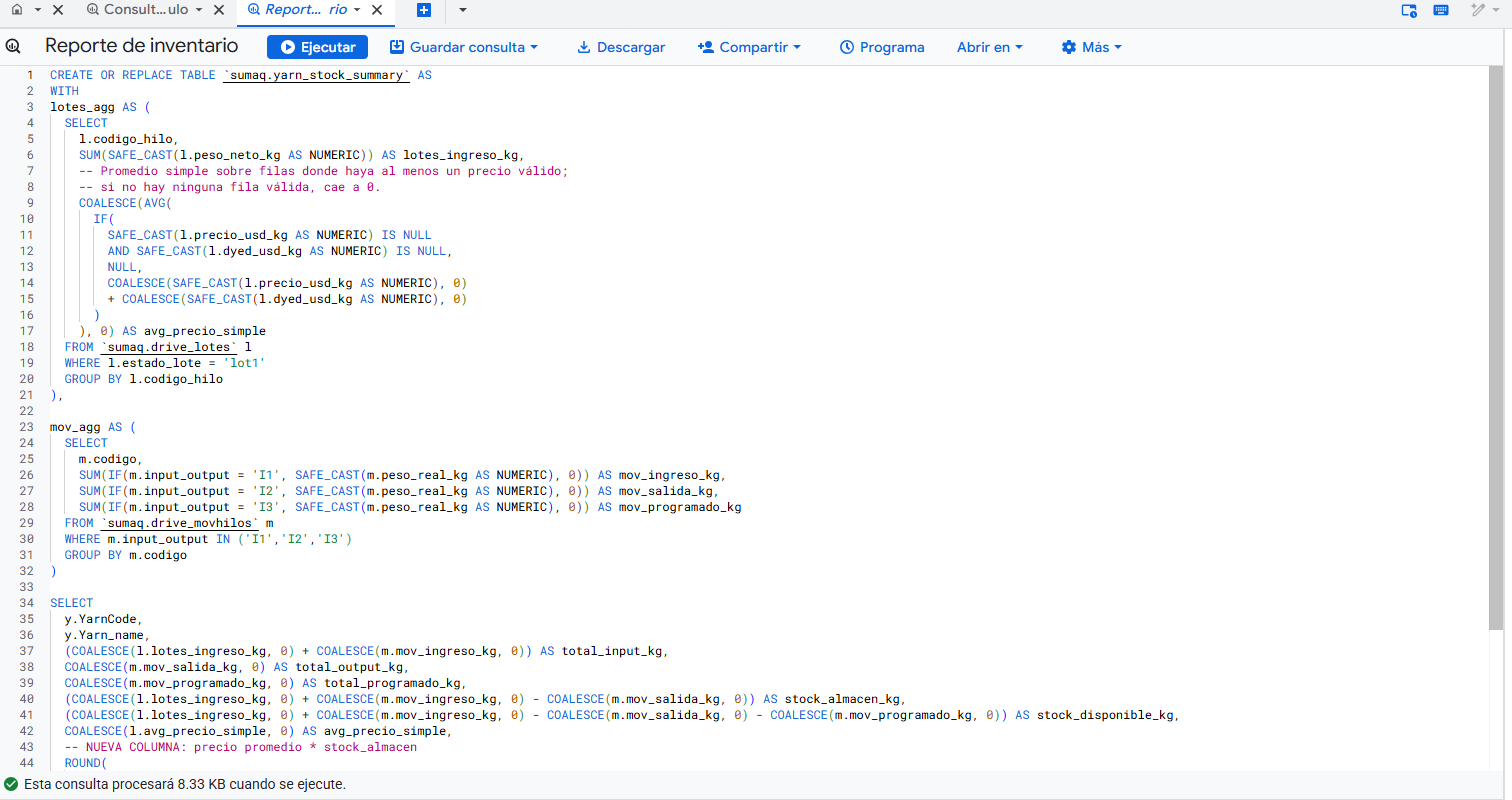 Consult...ulo
Report... rio
Reporte de inventario
Ejecutar
Guardar consulta
Descargar
Compartir
Programa
Abrir en
Más
1 CREATE OR REPLACE TABLE `sumaq.yarn_stock_summary` AS
2 WITH
3 lotes_agg AS (
4 SELECT
5 l.codigo_hilo,
6 SUM(SAFE_CAST(l.peso_neto_kg AS NUMERIC)) AS lotes_ingreso_kg,
7 -- Promedio simple sobre filas donde haya al menos un precio válido;
8 -- si no hay ninguna fila válida, cae a 0.
9 COALESCE(AVG(
10 IF(
11 SAFE_CAST(l.precio_usd_kg AS NUMERIC) IS NULL
12 AND SAFE_CAST(l.dyed_usd_kg AS NUMERIC) IS NULL,
13 NULL,
14 COALESCE(SAFE_CAST(l.precio_usd_kg AS NUMERIC), 0)
15 + COALESCE(SAFE_CAST(l.dyed_usd_kg AS NUMERIC), 0)
16 )
17 ), 0) AS avg_precio_simple
18 FROM `sumaq.drive_lotes` l
19 WHERE l.estado_lote = 'lot1'
20 GROUP BY l.codigo_hilo
21 ),
22
23 mov_agg AS (
24 SELECT
25 m.codigo,
26 SUM(IF(m.input_output = 'I1', SAFE_CAST(m.peso_real_kg AS NUMERIC), 0)) AS mov_ingreso_kg,
27 SUM(IF(m.input_output = 'I2', SAFE_CAST(m.peso_real_kg AS NUMERIC), 0)) AS mov_salida_kg,
28 SUM(IF(m.input_output = 'I3', SAFE_CAST(m.peso_real_kg AS NUMERIC), 0)) AS mov_programado_kg
29 FROM `sumaq.drive_movhilos` m
30 WHERE m.input_output IN ('I1','I2','I3')
31 GROUP BY m.codigo
32 )
33
34 SELECT
35 y.YarnCode,
36 y.Yarn_name,
37 (COALESCE(l.lotes_ingreso_kg, 0) + COALESCE(m.mov_ingreso_kg, 0)) AS total_input_kg,
38 COALESCE(m.mov_salida_kg, 0) AS total_output_kg,
39 COALESCE(m.mov_programado_kg, 0) AS total_programado_kg,
40 (COALESCE(l.lotes_ingreso_kg, 0) + COALESCE(m.mov_ingreso_kg, 0) - COALESCE(m.mov_salida_kg, 0)) AS stock_almacen_kg,
41 (COALESCE(l.lotes_ingreso_kg, 0) + COALESCE(m.mov_ingreso_kg, 0) - COALESCE(m.mov_salida_kg, 0) - COALESCE(m.mov_programado_kg, 0)) AS stock_disponible_kg,
42 COALESCE(l.avg_precio_simple, 0) AS avg_precio_simple,
43 -- NUEVA COLUMNA: precio promedio * stock_almacen
44 ROUND(
Esta consulta procesará 8.33 KB cuando se ejecute.